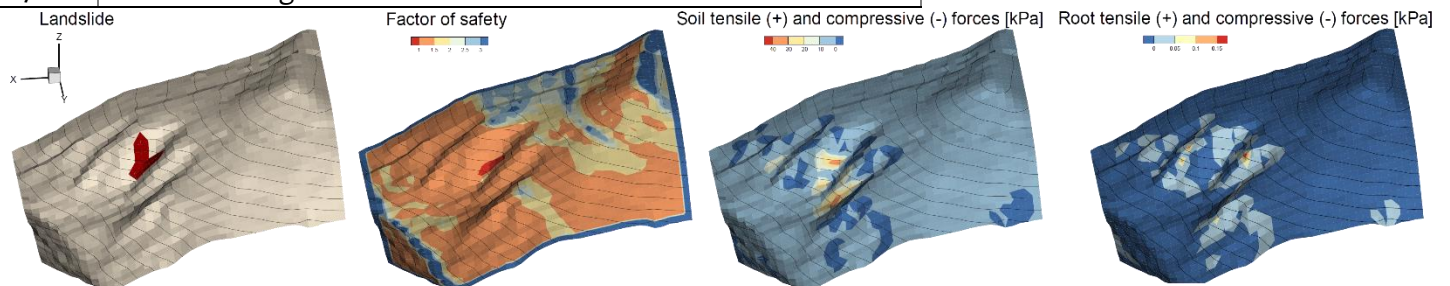 Landslide
Factor of safety
Soil tensile (+) and compressive (-) forces [kPa]
Root tensile (+) and compressive (-) forces [kPa]
1 1.5 2 2.5 3
40 30 20 10 0
0 0.05 0.1 0.15
Z
X
Y